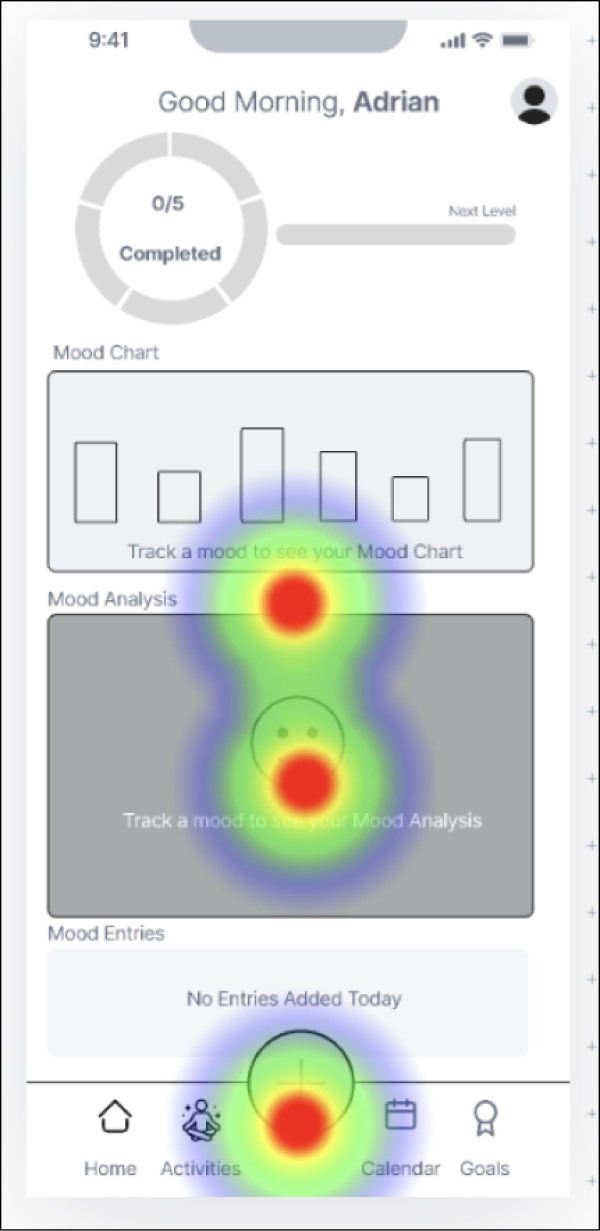 9:41
Good Morning, Adrian
0/5
Completed
Next Level
Mood Chart
Track a mood to see your Mood Chart
Mood Analysis
Track a mood to see your Mood Analysis
Mood Entries
No Entries Added Today
Home Activities Calendar Goals